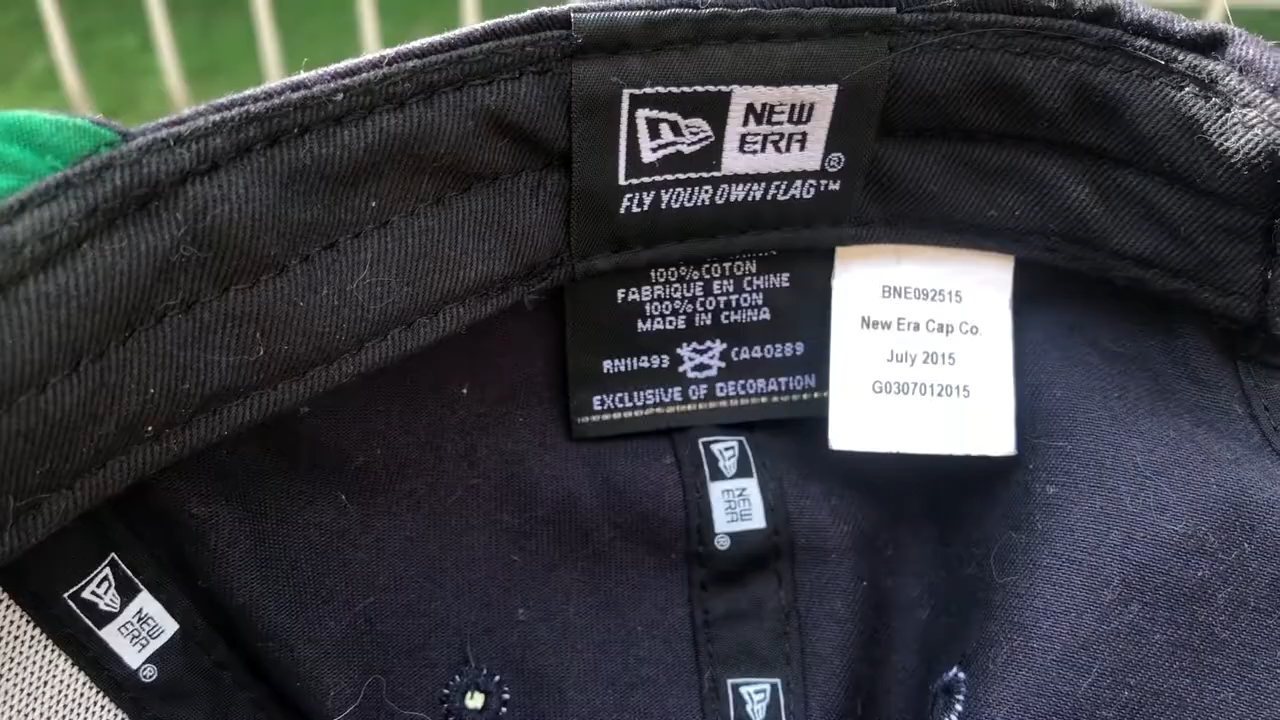 NEW
ERA
®
FLY YOUR OWN FLAG™
100% COTON
FABRIQUE EN CHINE
100% COTTON
MADE IN CHINA
RN11493 CA40289
EXCLUSIVE OF DECORATION
BNE092515
New Era Cap Co.
July 2015
G0307012015
NEW
ERA
®
NEW
ERA
®